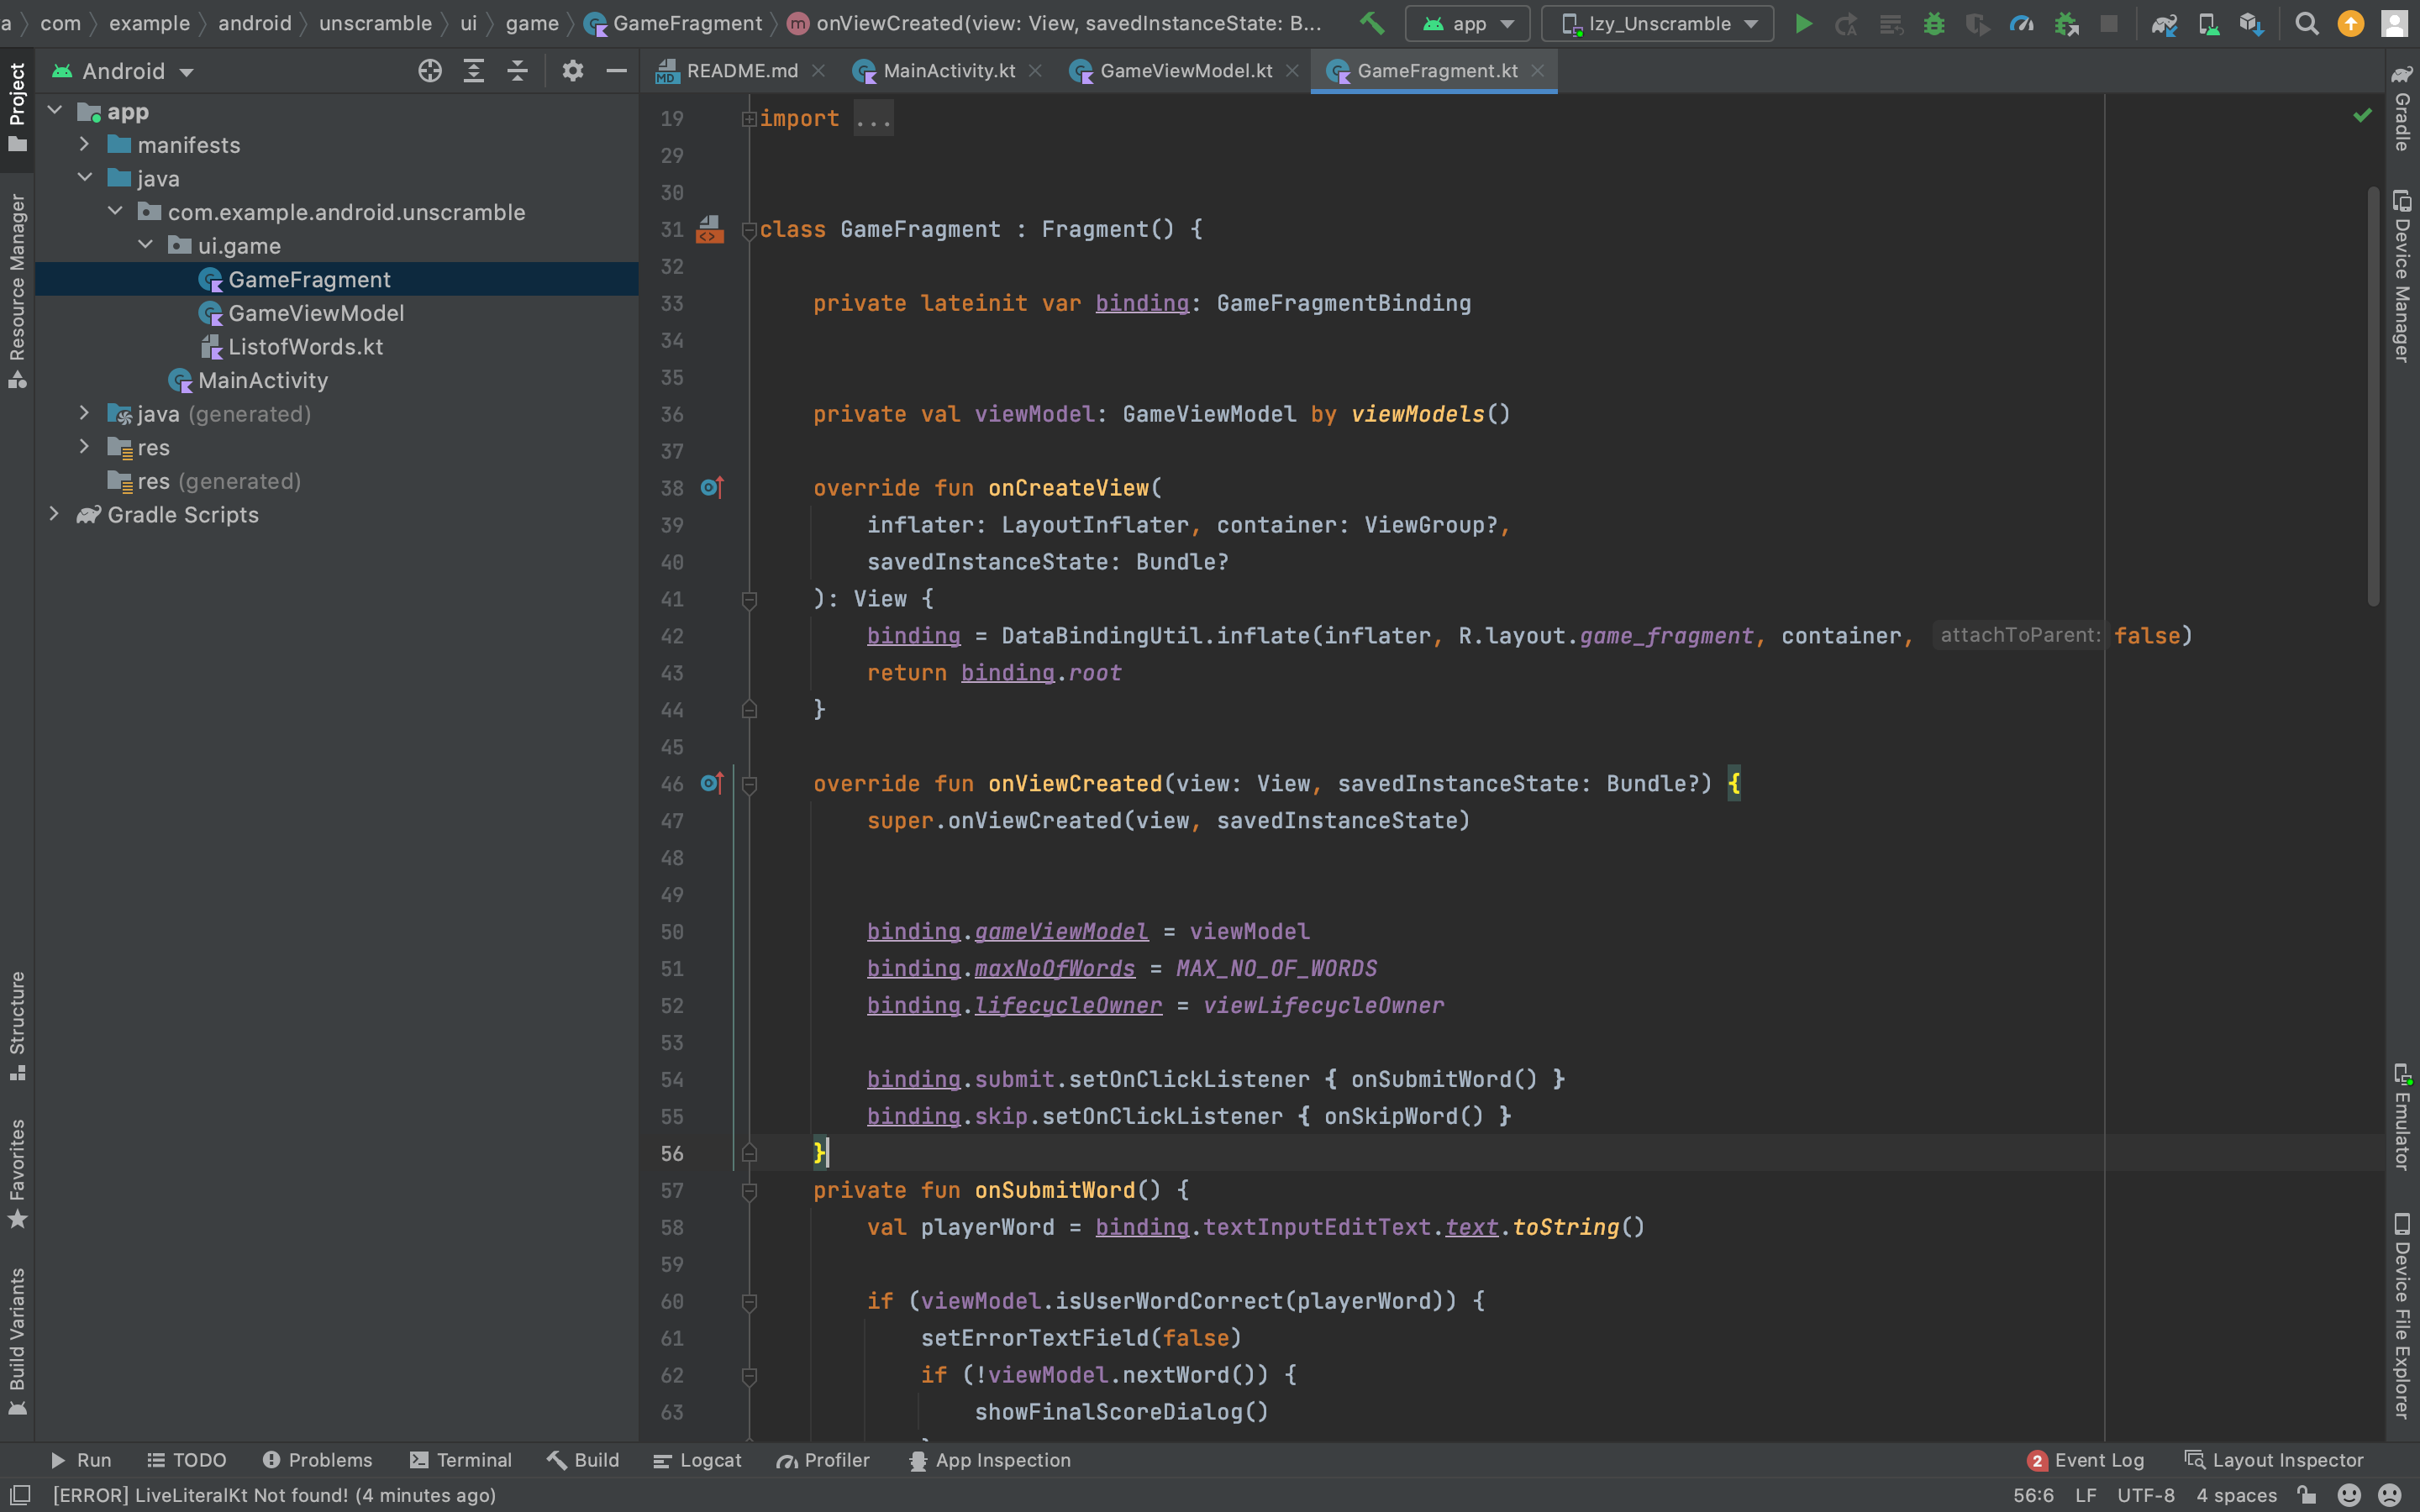 a com example android unscramble ui game GameFragment m onViewCreated(view: View, savedInstanceState: B... app Izy_Unscramble
Project
Resource Manager
Structure
Favorites
Build Variants
Android
app
manifests
java
com.example.android.unscramble
ui.game
GameFragment
GameViewModel
ListofWords.kt
MainActivity
java (generated)
res
res (generated)
Gradle Scripts
MD README.md MainActivity.kt GameViewModel.kt GameFragment.kt
19 import ...
29
30
31 class GameFragment : Fragment() {
32
33 private lateinit var binding: GameFragmentBinding
34
35
36 private val viewModel: GameViewModel by viewModels()
37
38 override fun onCreateView(
39 inflater: LayoutInflater, container: ViewGroup?,
40 savedInstanceState: Bundle?
41 ): View {
42 binding = DataBindingUtil.inflate(inflater, R.layout.game_fragment, container, attachToParent: false)
43 return binding.root
44 }
45
46 override fun onViewCreated(view: View, savedInstanceState: Bundle?) {
47 super.onViewCreated(view, savedInstanceState)
48
49
50 binding.gameViewModel = viewModel
51 binding.maxNoOfWords = MAX_NO_OF_WORDS
52 binding.lifecycleOwner = viewLifecycleOwner
53
54 binding.submit.setOnClickListener { onSubmitWord() }
55 binding.skip.setOnClickListener { onSkipWord() }
56 }
57 private fun onSubmitWord() {
58 val playerWord = binding.textInputEditText.text.toString()
59
60 if (viewModel.isUserWordCorrect(playerWord)) {
61 setErrorTextField(false)
62 if (!viewModel.nextWord()) {
63 showFinalScoreDialog()
Gradle
Device Manager
Emulator
Device File Explorer
Run TODO Problems Terminal Build Logcat Profiler App Inspection 2 Event Log Layout Inspector
[ERROR] LiveLiteralKt Not found! (4 minutes ago) 56:6 LF UTF-8 4 spaces